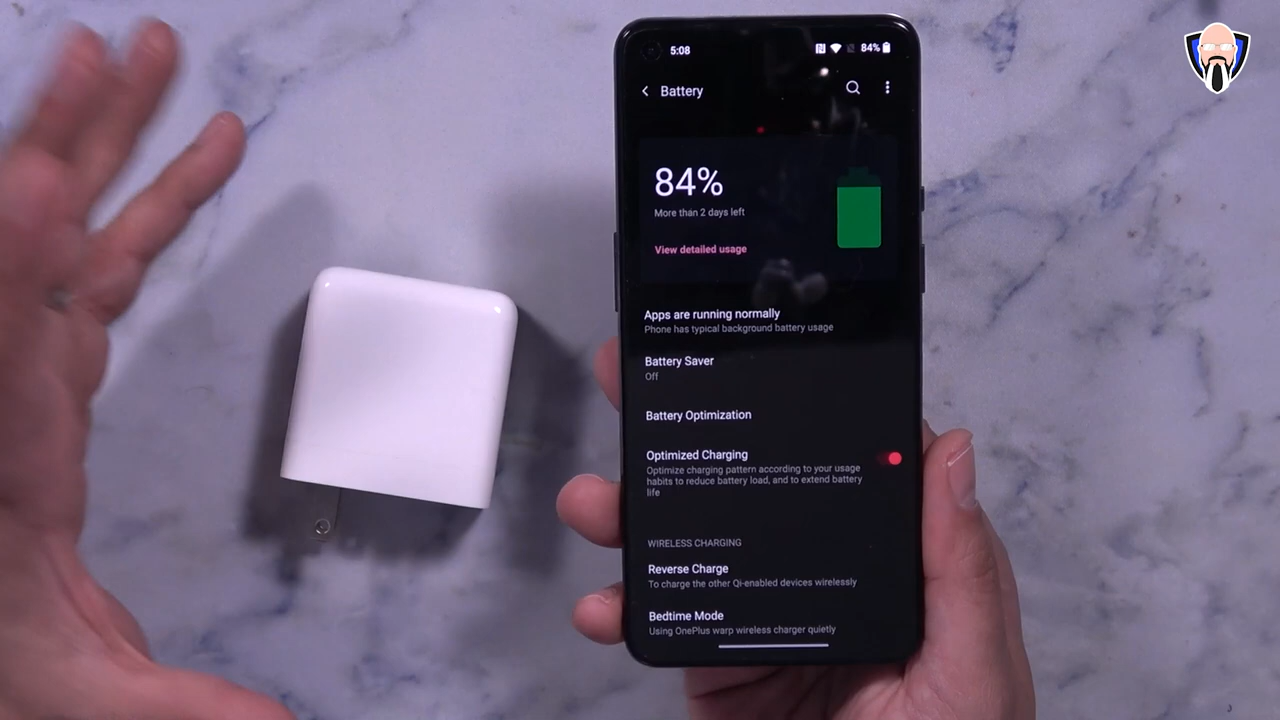 5:08
84%
Battery
84%
More than 2 days left
View detailed usage
Apps are running normally
Phone has typical background battery usage
Battery Saver
Off
Battery Optimization
Optimized Charging
Optimize charging pattern according to your usage
habits to reduce battery load, and to extend battery
life
WIRELESS CHARGING
Reverse Charge
To charge the other Qi-enabled devices wirelessly
Bedtime Mode
Using OnePlus warp wireless charger quietly